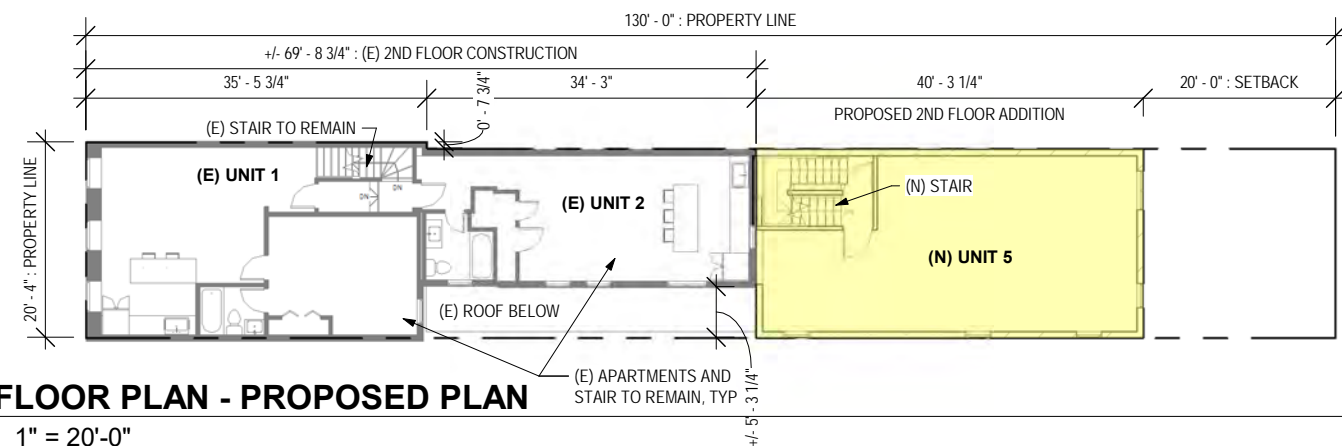 130' - 0" : PROPERTY LINE
+/- 69' - 8 3/4" : (E) 2ND FLOOR CONSTRUCTION
35' - 5 3/4"
0' - 7 3/4"
34' - 3"
40' - 3 1/4"
20' - 0" : SETBACK
PROPOSED 2ND FLOOR ADDITION
(E) STAIR TO REMAIN
20' - 4" : PROPERTY LINE
(E) UNIT 1
(E) UNIT 2
(N) STAIR
(N) UNIT 5
(E) ROOF BELOW
(E) APARTMENTS AND
STAIR TO REMAIN, TYP
+/- 5' - 3 1/4"
FLOOR PLAN - PROPOSED PLAN
1" = 20'-0"